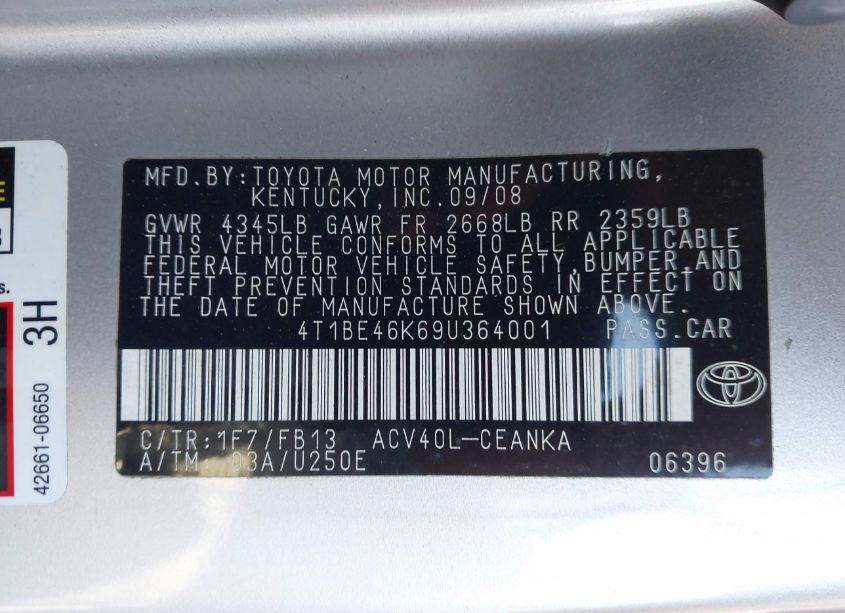 MFD.BY:TOYOTA MOTOR MANUFACTURING,
KENTUCKY,INC.09/08
GVWR 4345LB GAWR FR 2668LB RR 2359LB
THIS VEHICLE CONFORMS TO ALL APPLICABLE
FEDERAL MOTOR VEHICLE SAFETY,BUMPER,AND
THEFT PREVENTION STANDARDS IN EFFECT ON
THE DATE OF MANUFACTURE SHOWN ABOVE.
4T1BE46K69U364001 PASS.CAR
C/TR:1F7/FB13 ACV40L-CEANKA
A/TM: 03A/U250E 06396
3H
42661-06650